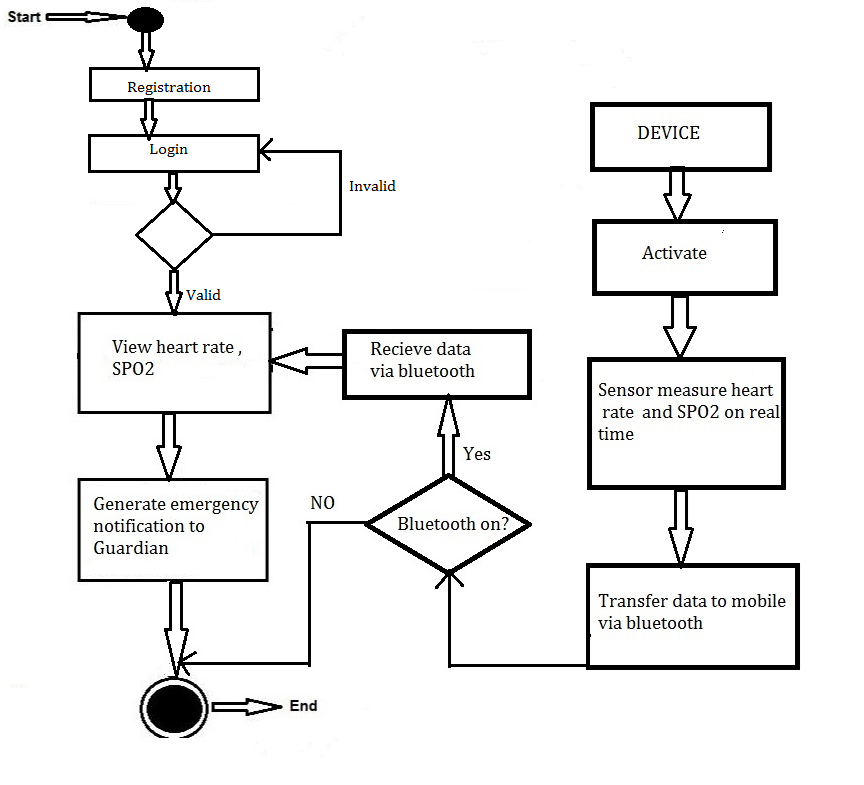 Start
Registration
Login
Invalid
Valid
View heart rate ,
SPO2
Generate emergency
notification to
Guardian
End
Recieve data
via bluetooth
Yes
NO
Bluetooth on?
DEVICE
Activate
Sensor measure heart
rate and SPO2 on real
time
Transfer data to mobile
via bluetooth